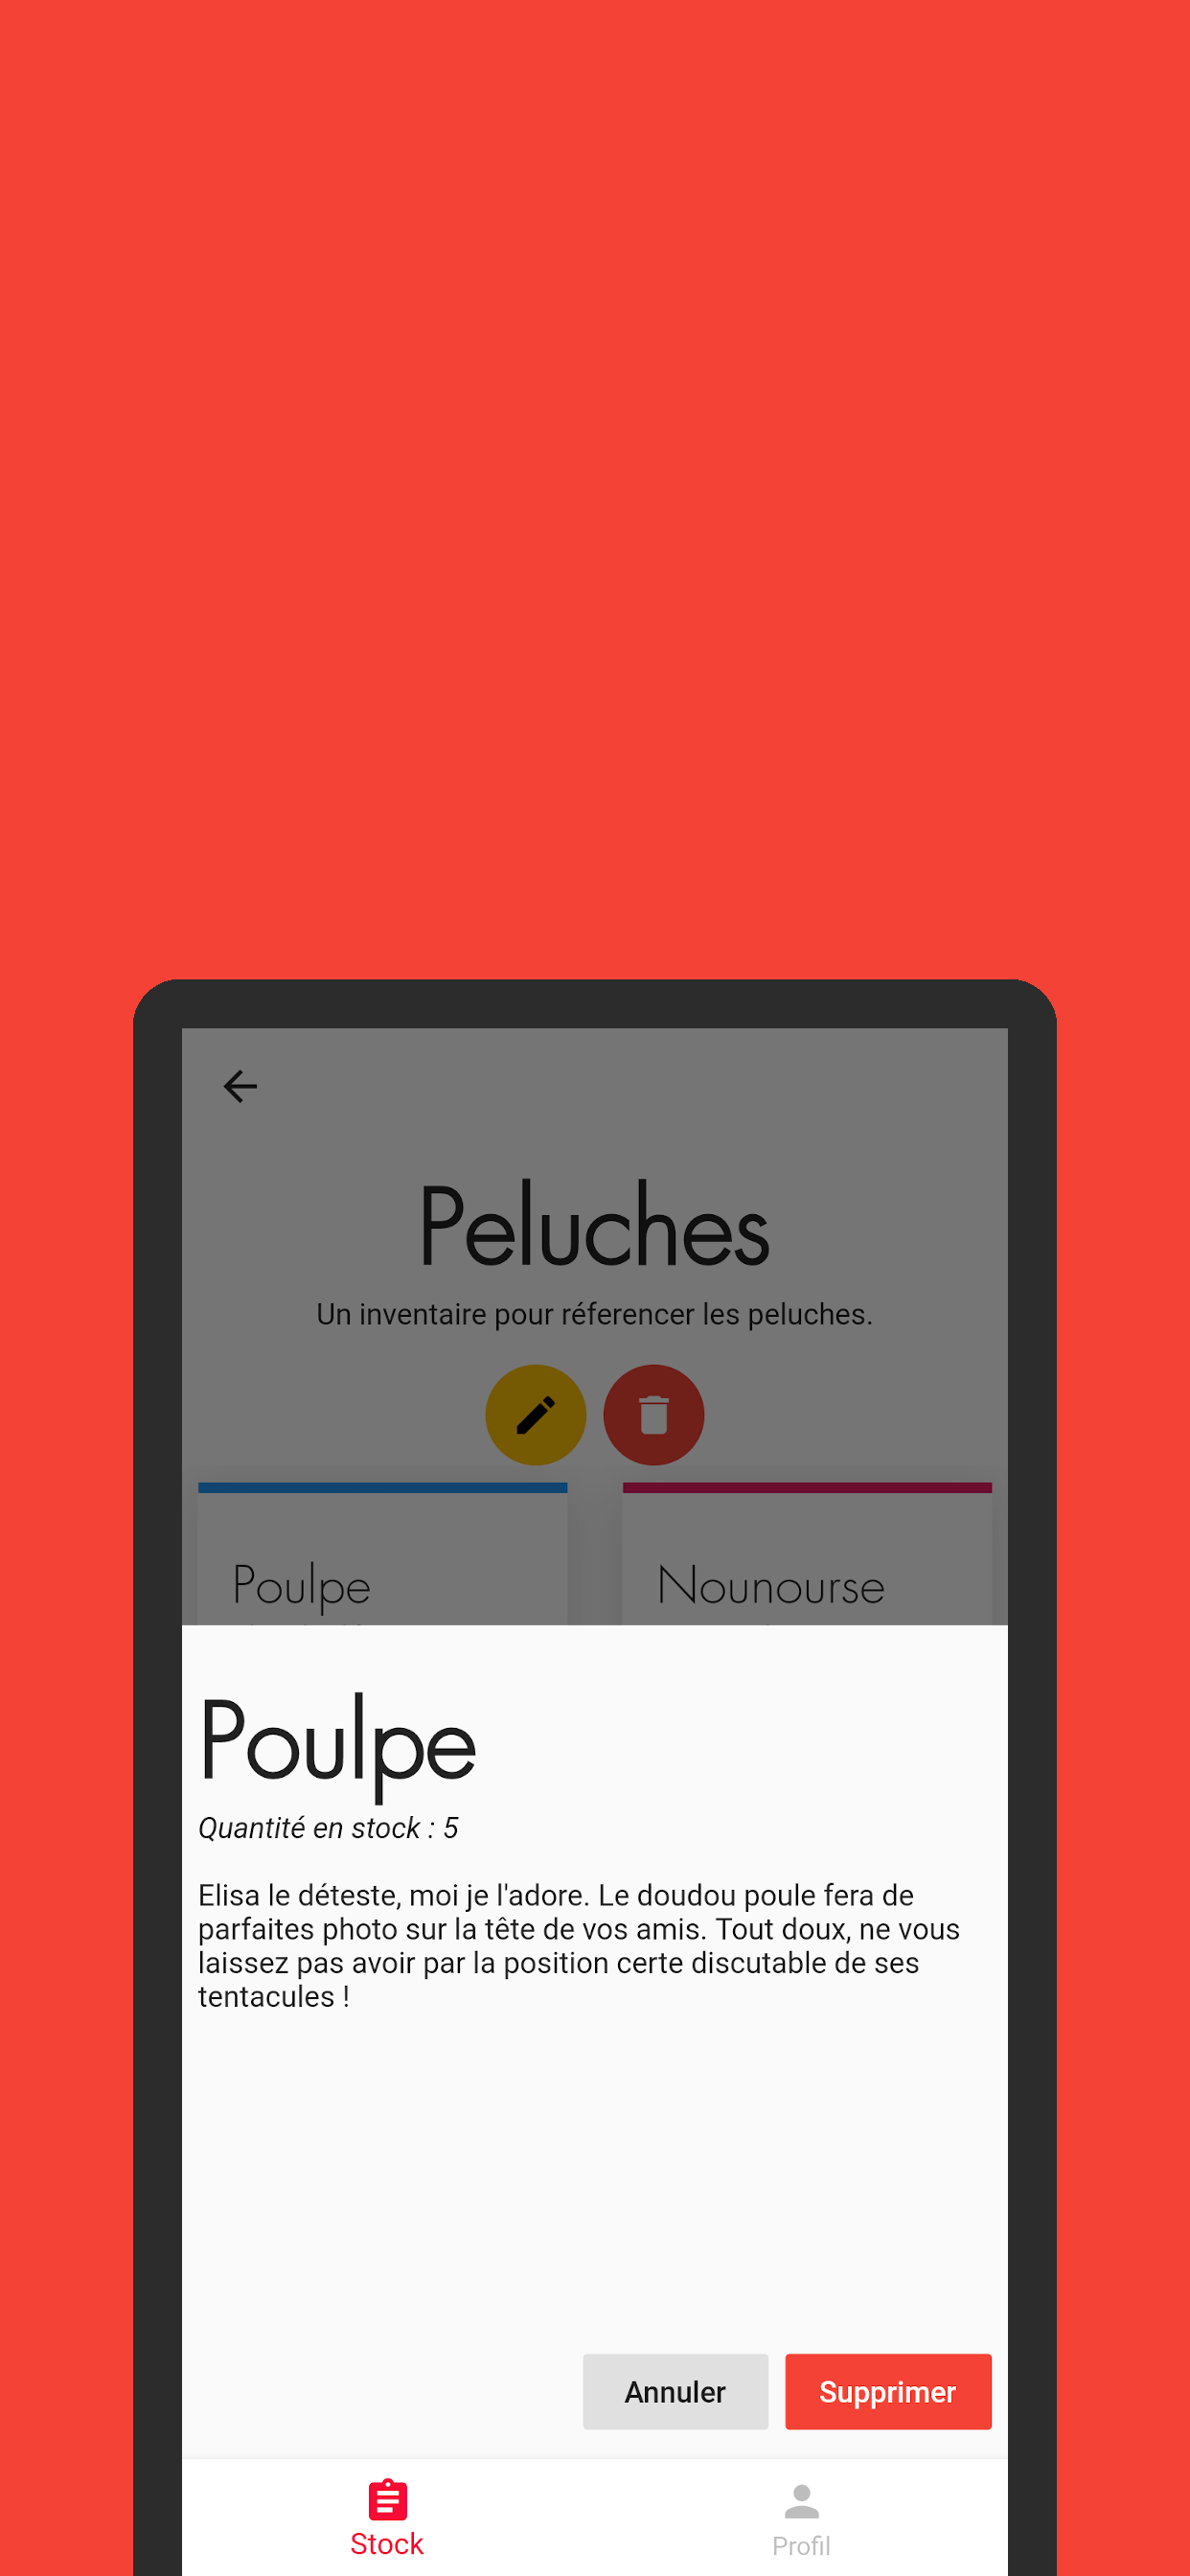 Peluches
Un inventaire pour réferencer les peluches.
Poulpe
Nounourse
Poulpe
Quantité en stock : 5
Elisa le déteste, moi je l'adore. Le doudou poule fera de
parfaites photo sur la tête de vos amis. Tout doux, ne vous
laissez pas avoir par la position certe discutable de ses
tentacules !
Annuler
Supprimer
Stock
Profil